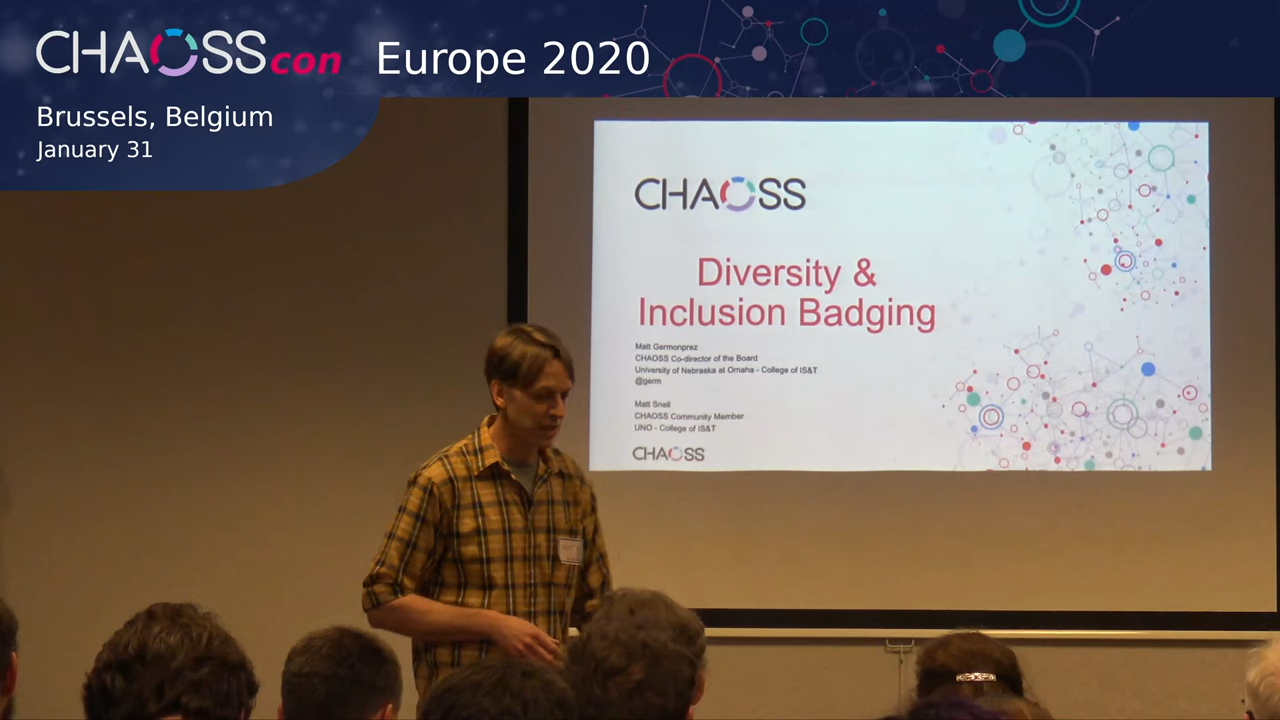 CHAOSScon Europe 2020
Brussels, Belgium
January 31
CHAOSS
Diversity &
Inclusion Badging
Matt Germonprez
CHAOSS Co-director of the Board
University of Nebraska at Omaha - College of IS&T
@germ
Matt Snell
CHAOSS Community Member
UNO - College of IS&T
CHAOSS